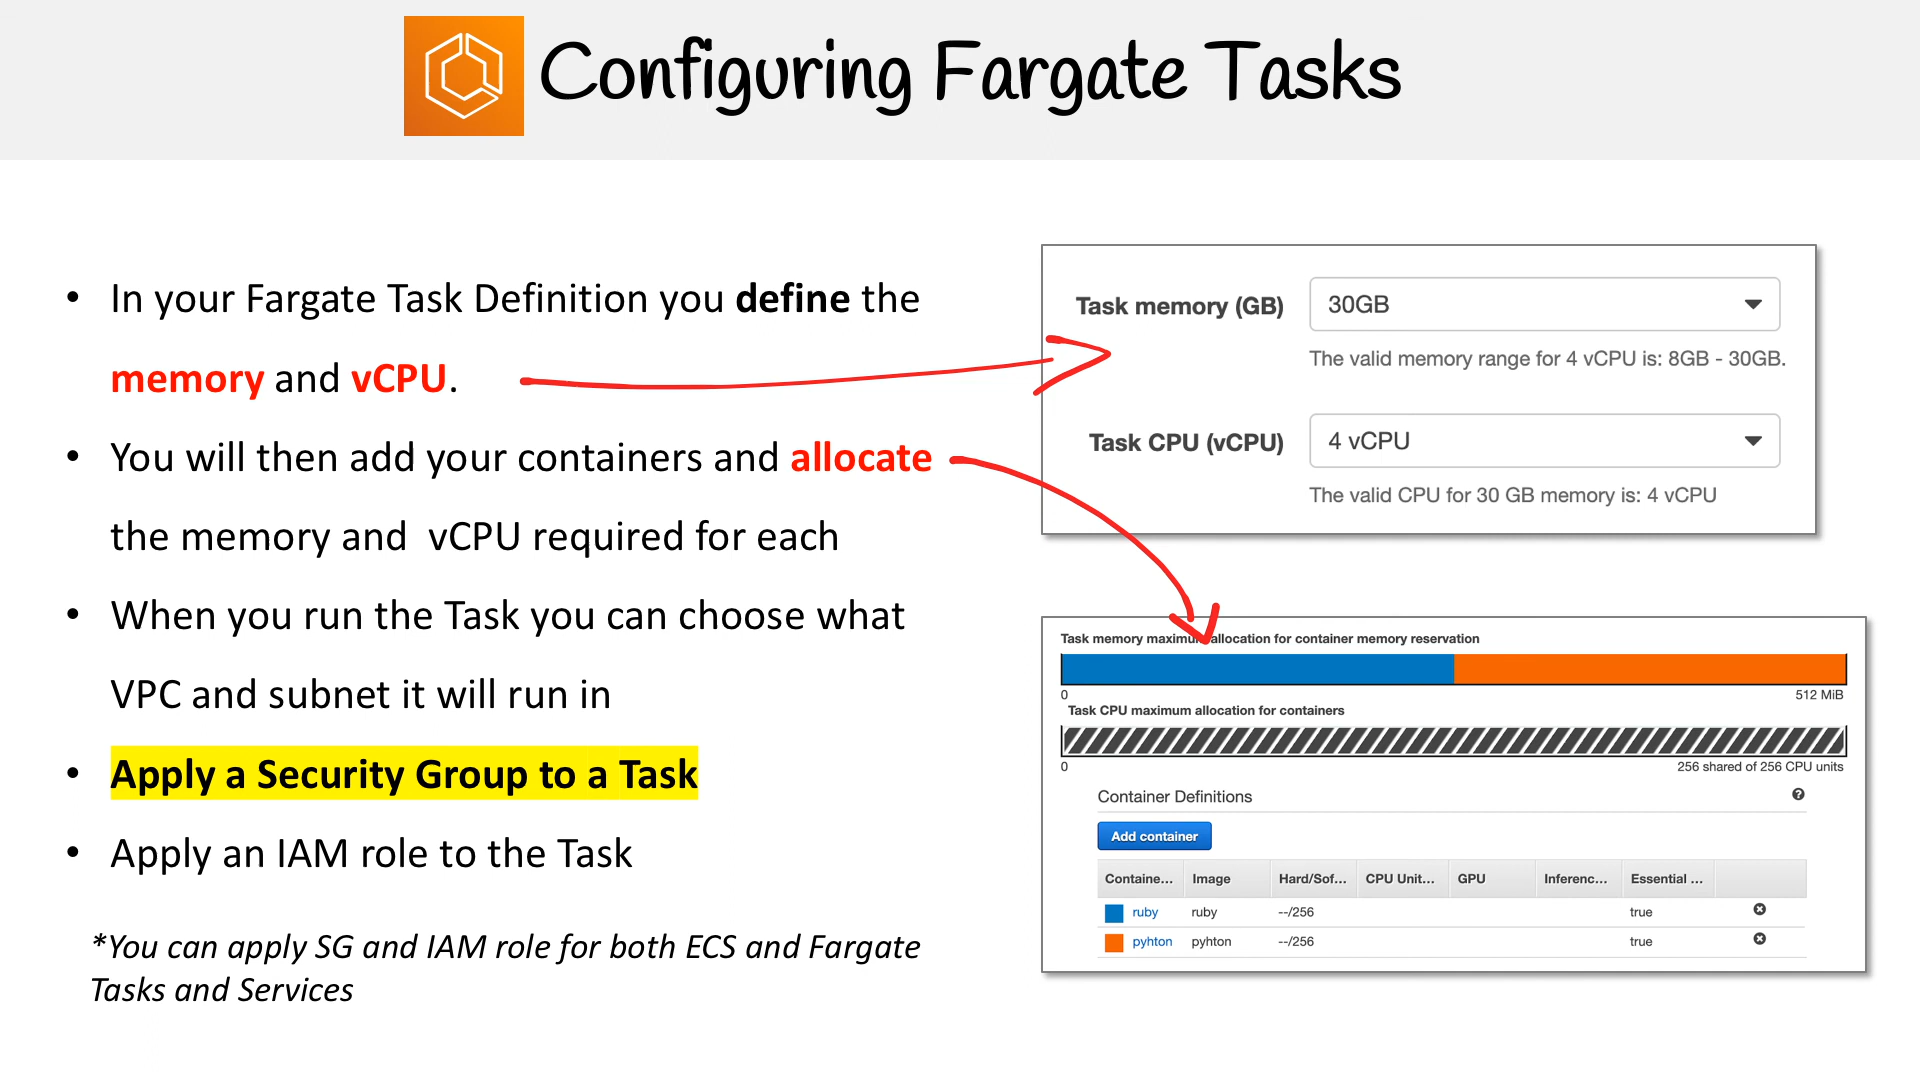 Configuring Fargate Tasks
• In your Fargate Task Definition you define the
memory and vCPU.
• You will then add your containers and allocate
the memory and vCPU required for each
• When you run the Task you can choose what
VPC and subnet it will run in
• Apply a Security Group to a Task
• Apply an IAM role to the Task
*You can apply SG and IAM role for both ECS and Fargate
Tasks and Services
Task memory (GB) 30GB
The valid memory range for 4 vCPU is: 8GB - 30GB.
Task CPU (vCPU) 4 vCPU
The valid CPU for 30 GB memory is: 4 vCPU
Task memory maximum allocation for container memory reservation
0 512 MiB
Task CPU maximum allocation for containers
0 256 shared of 256 CPU units
Container Definitions
Add container
Containe... Image Hard/Sof... CPU Unit... GPU Inferenc... Essential ...
ruby ruby --/256 true
pyhton pyhton --/256 true